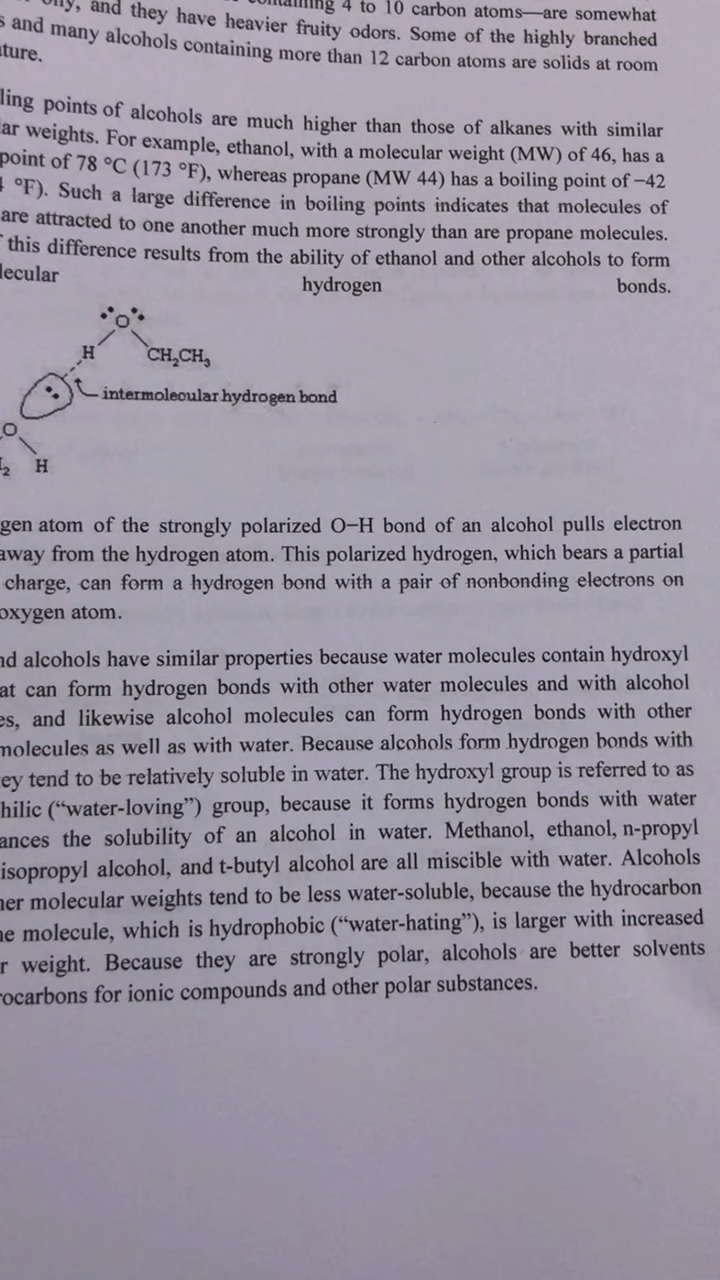 only, and they have heavier fruity odors. Some of the highly branched
containing 4 to 10 carbon atoms—are somewhat
s and many alcohols containing more than 12 carbon atoms are solids at room
ture.
ling points of alcohols are much higher than those of alkanes with similar
ar weights. For example, ethanol, with a molecular weight (MW) of 46, has a
point of 78 °C (173 °F), whereas propane (MW 44) has a boiling point of −42
°F). Such a large difference in boiling points indicates that molecules of
are attracted to one another much more strongly than are propane molecules.
this difference results from the ability of ethanol and other alcohols to form
lecular hydrogen bonds.
O
H CH₂CH₃
intermolecular hydrogen bond
O
₂ H
gen atom of the strongly polarized O−H bond of an alcohol pulls electron
away from the hydrogen atom. This polarized hydrogen, which bears a partial
charge, can form a hydrogen bond with a pair of nonbonding electrons on
oxygen atom.
nd alcohols have similar properties because water molecules contain hydroxyl
at can form hydrogen bonds with other water molecules and with alcohol
es, and likewise alcohol molecules can form hydrogen bonds with other
molecules as well as with water. Because alcohols form hydrogen bonds with
ey tend to be relatively soluble in water. The hydroxyl group is referred to as
hilic (“water-loving”) group, because it forms hydrogen bonds with water
ances the solubility of an alcohol in water. Methanol, ethanol, n-propyl
isopropyl alcohol, and t-butyl alcohol are all miscible with water. Alcohols
her molecular weights tend to be less water-soluble, because the hydrocarbon
he molecule, which is hydrophobic (“water-hating”), is larger with increased
r weight. Because they are strongly polar, alcohols are better solvents
rocarbons for ionic compounds and other polar substances.